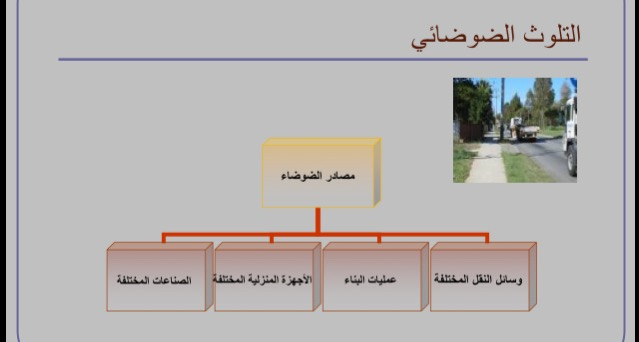 التلوث الضوضائي
مصادر الضوضاء
وسائل النقل المختلفة
عمليات البناء
الأجهزة المنزلية المختلفة
الصناعات المختلفة